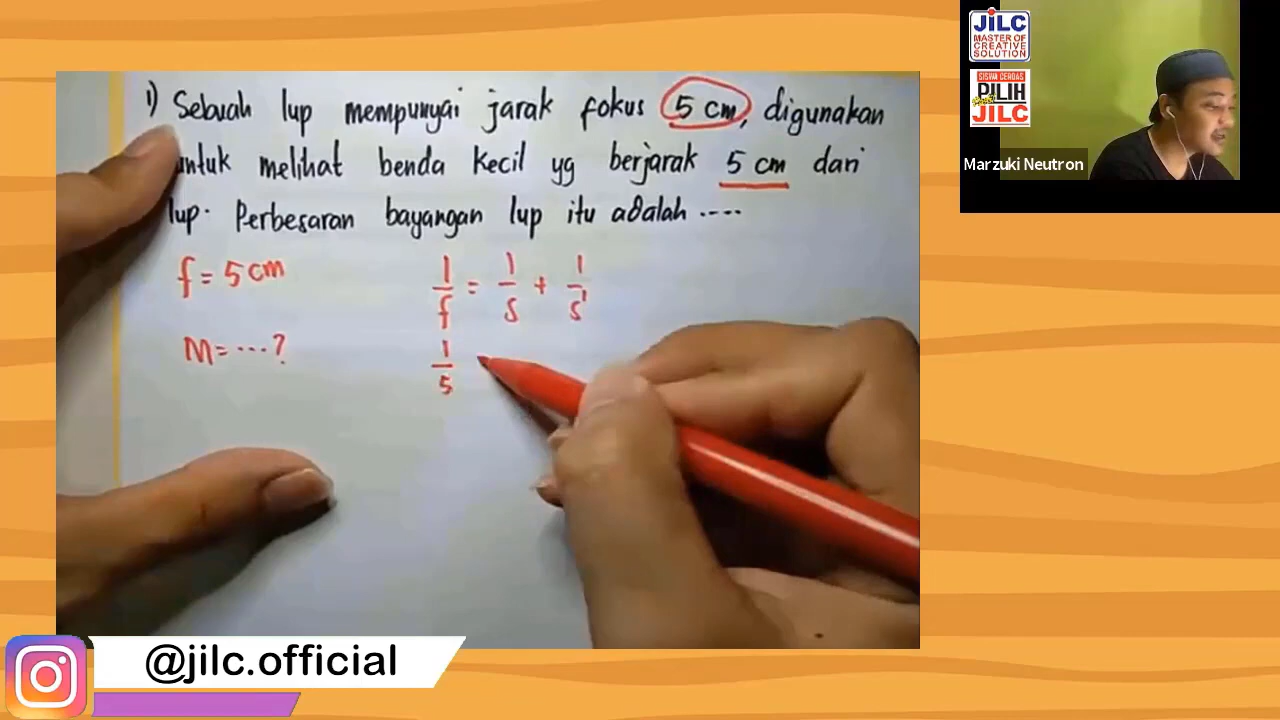 1) Sebuah lup mempunyai jarak fokus 5 cm, digunakan
untuk melihat benda kecil yg berjarak 5 cm dari
lup. Perbesaran bayangan lup itu adalah ....
f = 5 cm
M = ...?
1/f = 1/s + 1/s'
1/5
JILC
MASTER OF
CREATIVE
SOLUTION
SISWA CERDAS
PILIH
JILC
Marzuki Neutron
@jilc.official